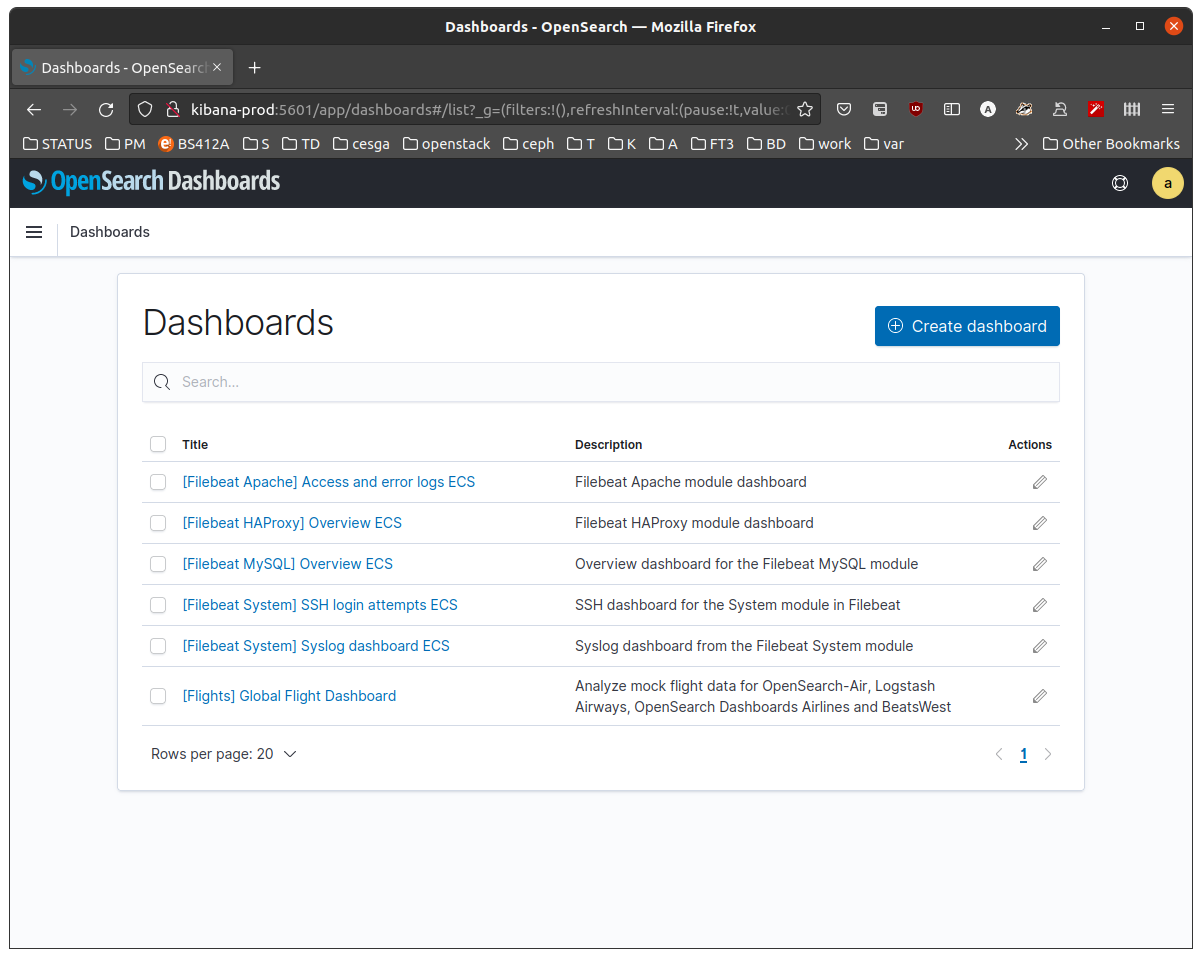 Dashboards - OpenSearch — Mozilla Firefox
Dashboards - OpenSearch
kibana-prod:5601/app/dashboards#/list?_g=(filters:!(),refreshInterval:(pause:!t,value:
STATUS PM BS412A S TD cesga openstack ceph T K A FT3 BD work var Other Bookmarks
OpenSearch Dashboards
a
Dashboards
Dashboards
Create dashboard
Search...
Title Description Actions
[Filebeat Apache] Access and error logs ECS Filebeat Apache module dashboard
[Filebeat HAProxy] Overview ECS Filebeat HAProxy module dashboard
[Filebeat MySQL] Overview ECS Overview dashboard for the Filebeat MySQL module
[Filebeat System] SSH login attempts ECS SSH dashboard for the System module in Filebeat
[Filebeat System] Syslog dashboard ECS Syslog dashboard from the Filebeat System module
[Flights] Global Flight Dashboard Analyze mock flight data for OpenSearch-Air, Logstash
Airways, OpenSearch Dashboards Airlines and BeatsWest
Rows per page: 20 1